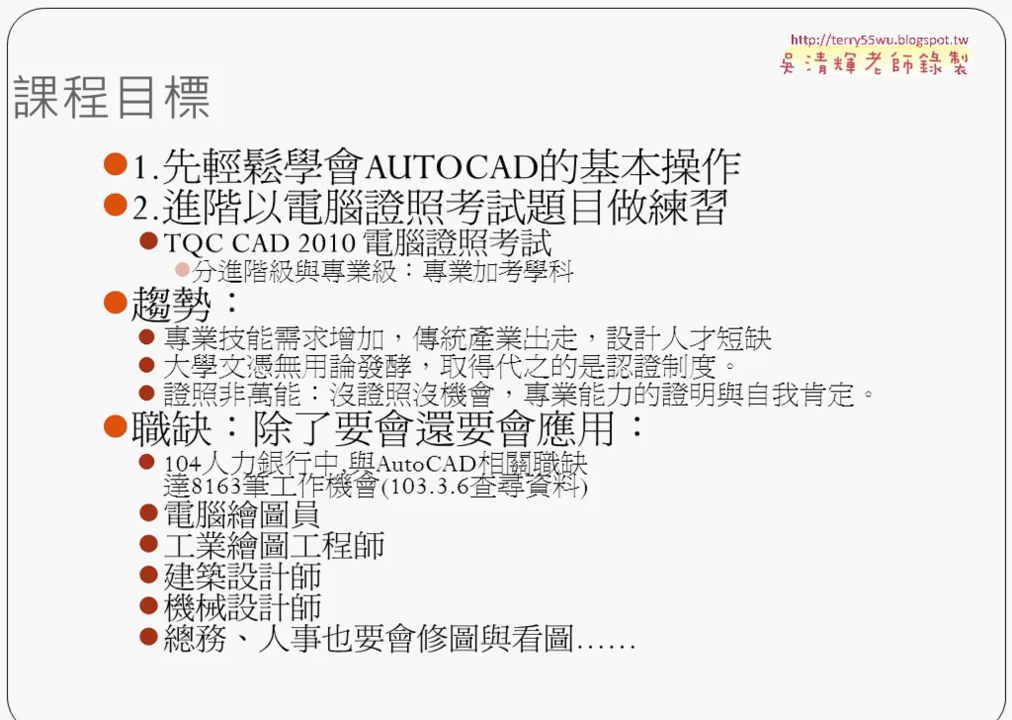 http://terry55wu.blogspot.tw
吳清輝老師錄製
課程目標
1.先輕鬆學會AUTOCAD的基本操作
2.進階以電腦證照考試題目做練習
TQC CAD 2010 電腦證照考試
分進階級與專業級：專業加考學科
趨勢：
專業技能需求增加，傳統產業出走，設計人才短缺
大學文憑無用論發酵，取得代之的是認證制度。
證照非萬能：沒證照沒機會，專業能力的證明與自我肯定。
職缺：除了要會還要會應用：
104人力銀行中,與AutoCAD相關職缺
達8163筆工作機會(103.3.6查尋資料)
電腦繪圖員
工業繪圖工程師
建築設計師
機械設計師
總務、人事也要會修圖與看圖……